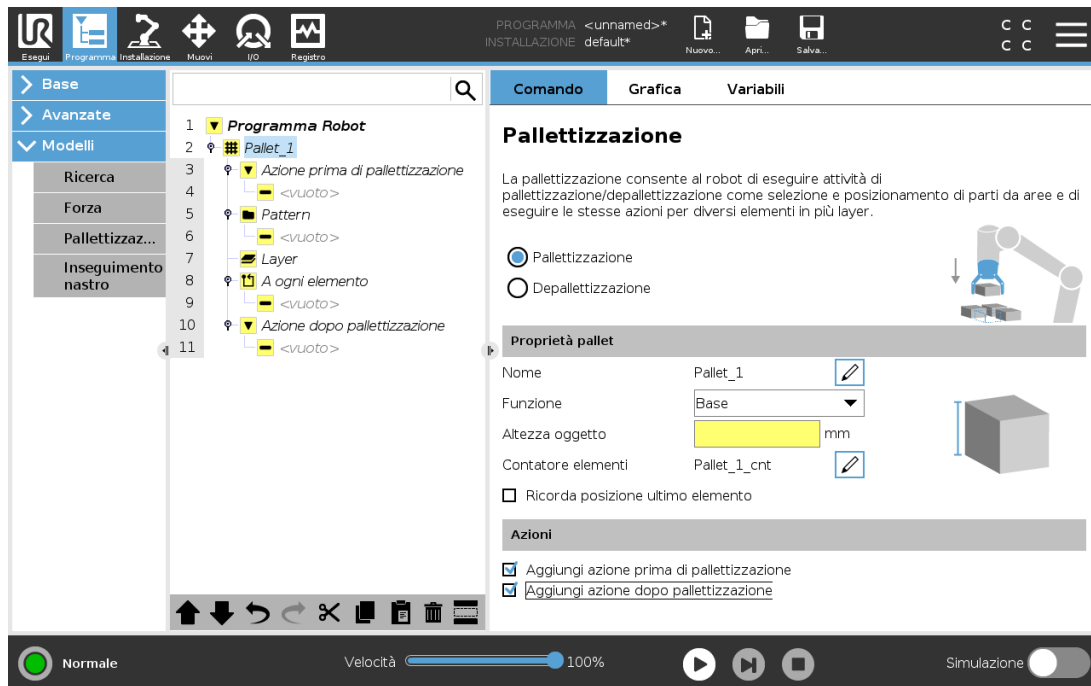 UR
PROGRAMMA <unnamed>*
INSTALLAZIONE default*
Esegui Programma Installazione Muovi I/O Registro
Nuovo... Apri... Salva...
C C
C C
Base
Avanzate
Modelli
Ricerca
Forza
Pallettizzaz...
Inseguimento
nastro
1 Programma Robot
2 Pallet_1
3 Azione prima di pallettizzazione
4 <vuoto>
5 Pattern
6 <vuoto>
7 Layer
8 A ogni elemento
9 <vuoto>
10 Azione dopo pallettizzazione
11 <vuoto>
Comando Grafica Variabili
Pallettizzazione
La pallettizzazione consente al robot di eseguire attività di
pallettizzazione/depallettizzazione come selezione e posizionamento di parti da aree e di
eseguire le stesse azioni per diversi elementi in più layer.
Pallettizzazione
Depallettizzazione
Proprietà pallet
Nome Pallet_1
Funzione Base
Altezza oggetto mm
Contatore elementi Pallet_1_cnt
Ricorda posizione ultimo elemento
Azioni
Aggiungi azione prima di pallettizzazione
Aggiungi azione dopo pallettizzazione
Normale
Velocità 100%
Simulazione